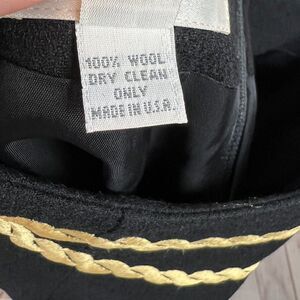 100% WOOL
DRY CLEAN
ONLY
MADE IN U.S.A.